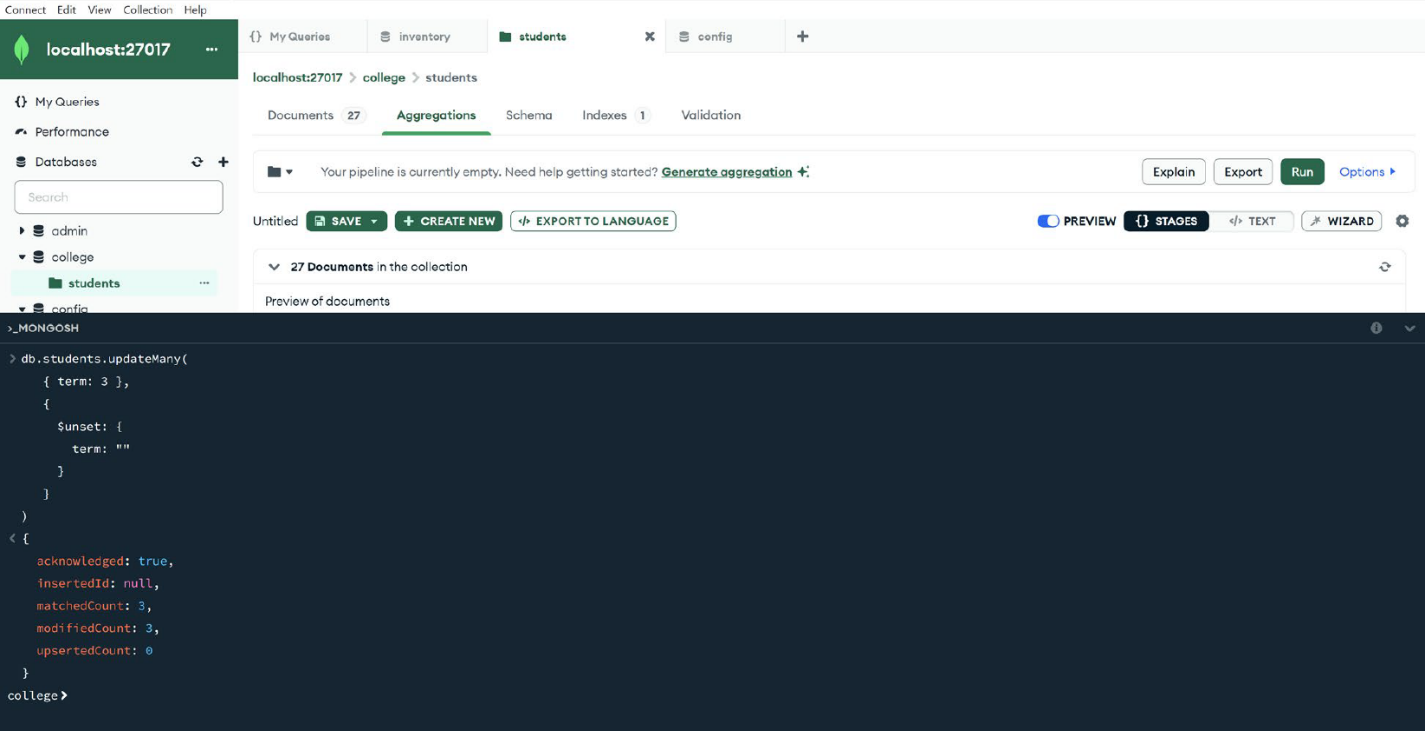 Connect Edit View Collection Help
localhost:27017 ...
{} My Queries inventory students × config +
localhost:27017 > college > students
{} My Queries
Performance
Databases +
Search
admin
college
students ...
config
Documents 27 Aggregations Schema Indexes 1 Validation
Your pipeline is currently empty. Need help getting started? Generate aggregation Explain Export Run Options
Untitled SAVE + CREATE NEW </> EXPORT TO LANGUAGE PREVIEW {} STAGES </> TEXT WIZARD
27 Documents in the collection
Preview of documents
>_MONGOSH
> db.students.updateMany(
{ term: 3 },
{
$unset: {
term: ""
}
}
)
< {
acknowledged: true,
insertedId: null,
matchedCount: 3,
modifiedCount: 3,
upsertedCount: 0
}
college>